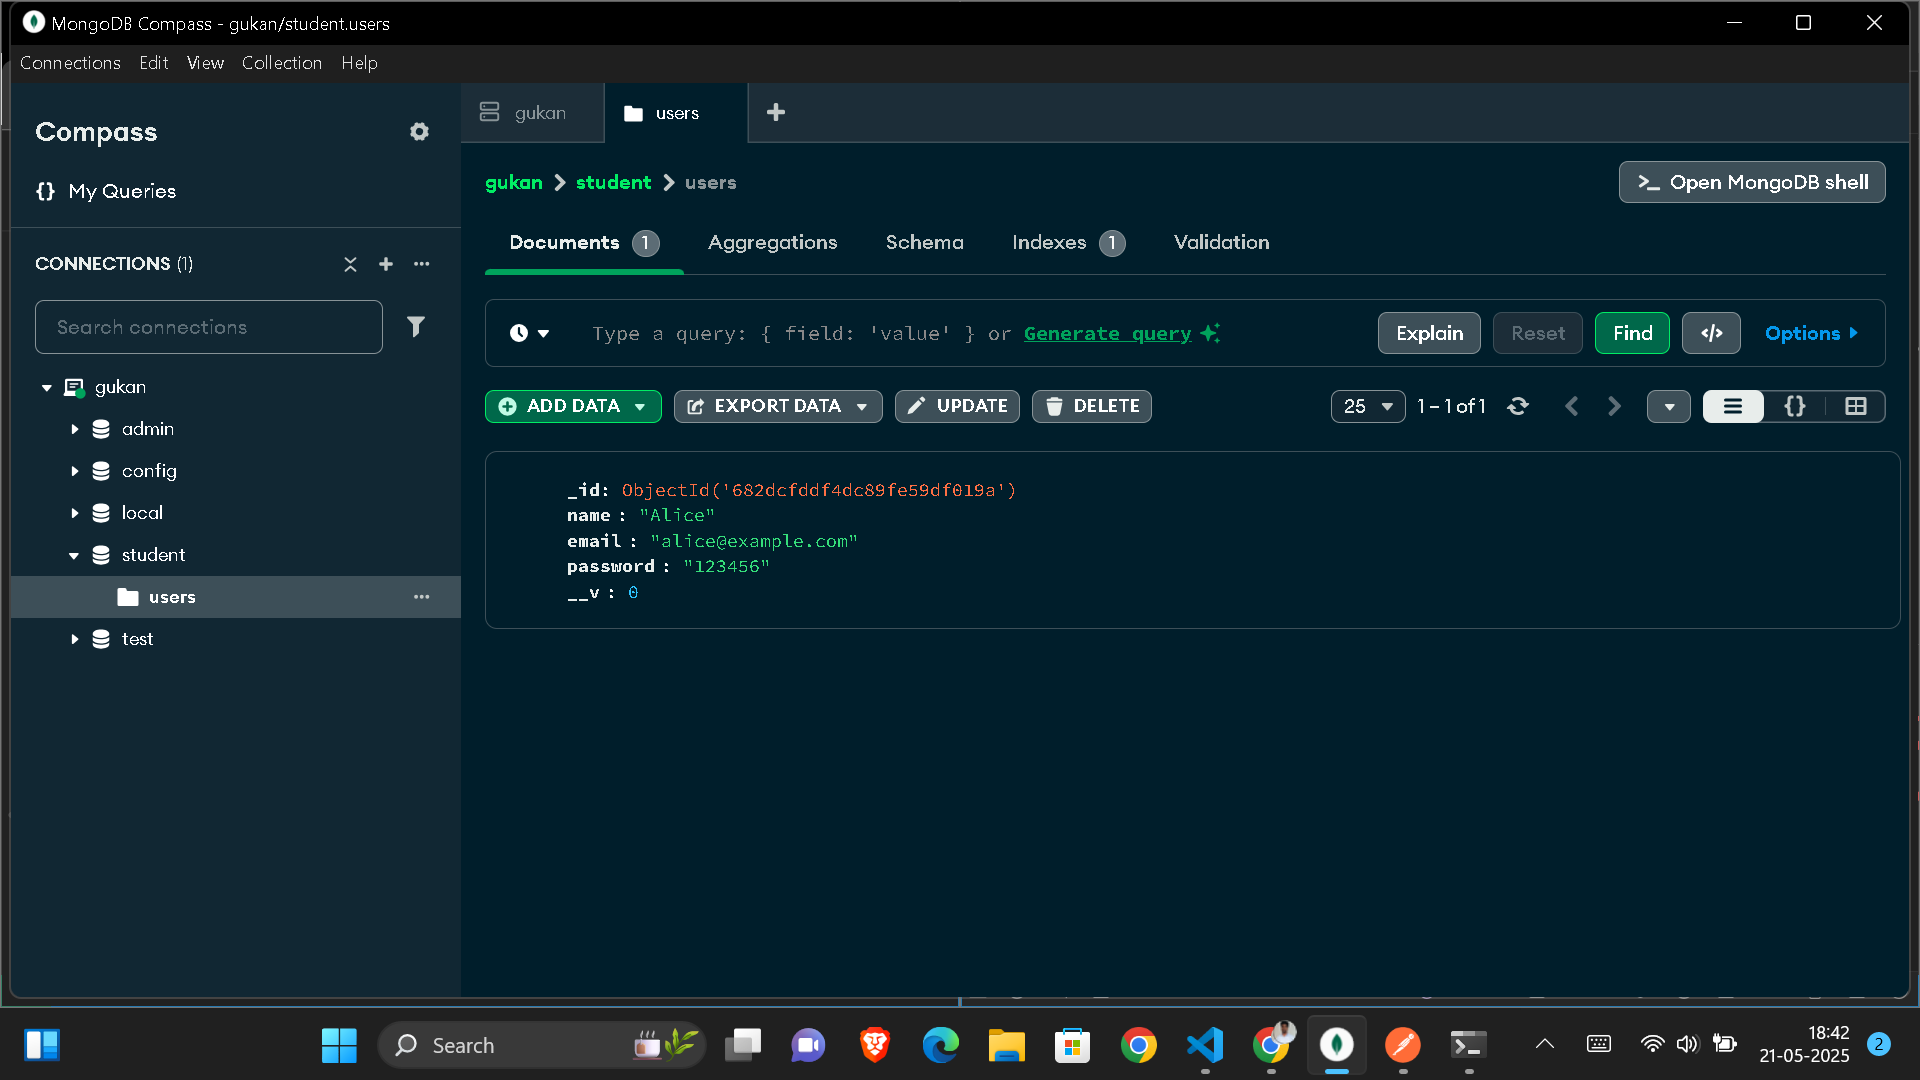 MongoDB Compass - gukan/student.users
Connections Edit View Collection Help
Compass
{} My Queries
CONNECTIONS (1)
Search connections
gukan
admin
config
local
student
users
test
gukan users
gukan > student > users
>_ Open MongoDB shell
Documents 1 Aggregations Schema Indexes 1 Validation
Type a query: { field: 'value' } or Generate query
Explain Reset Find </> Options
ADD DATA EXPORT DATA UPDATE DELETE
25 1 – 1 of 1 {}
_id: ObjectId('682dcfddf4dc89fe59df019a')
name : "Alice"
email : "alice@example.com"
password : "123456"
__v : 0
Search
18:42
21-05-2025
2